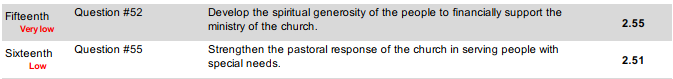 Fifteenth Question #52 Develop the spiritual generosity of the people to financially support the
Very low ministry of the church. 2.55
Sixteenth Question #55 Strengthen the pastoral response of the church in serving people with
Low special needs. 2.51